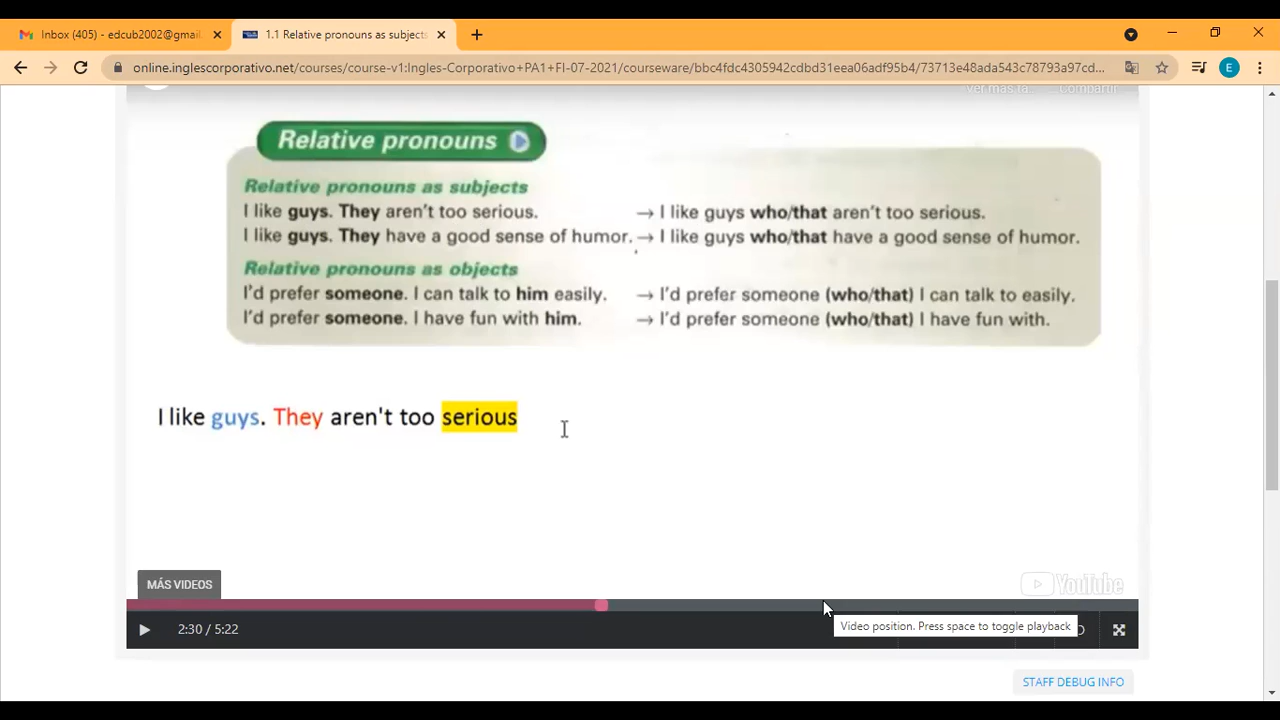 Inbox (405) - edcub2002@gmai
1.1 Relative pronouns as subjects
online.inglescorporativo.net/courses/course-v1:Ingles-Corporativo+PA1+FI-07-2021/courseware/bbc4fdc4305942cdbd31eea06adf95b4/73713e48ada543c78793a97cd...
E
Relative pronouns
Relative pronouns as subjects
I like guys. They aren't too serious. → I like guys who/that aren't too serious.
I like guys. They have a good sense of humor. → I like guys who/that have a good sense of humor.
Relative pronouns as objects
I'd prefer someone. I can talk to him easily. → I'd prefer someone (who/that) I can talk to easily.
I'd prefer someone. I have fun with him. → I'd prefer someone (who/that) I have fun with.
I like guys. They aren't too serious
MÁS VIDEOS
YouTube
2:30 / 5:22
Video position. Press space to toggle playback
STAFF DEBUG INFO